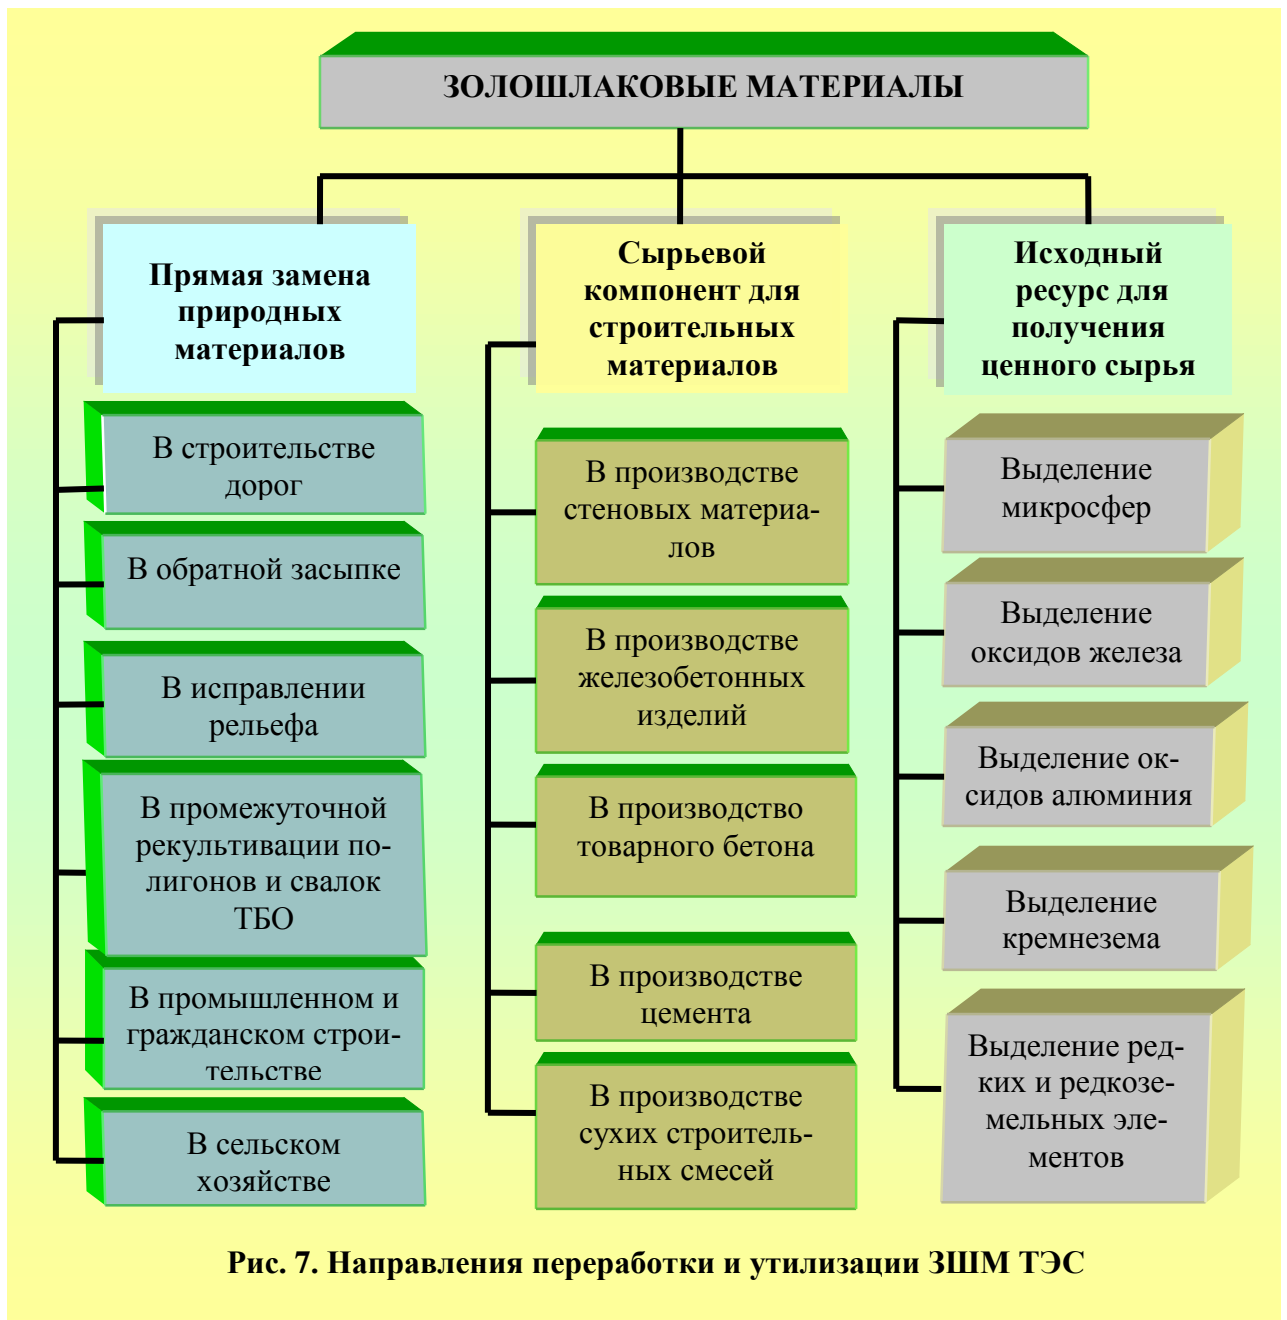 ЗОЛОШЛАКОВЫЕ МАТЕРИАЛЫ
Прямая замена
природных
материалов
В строительстве
дорог
В обратной засыпке
В исправлении
рельефа
В промежуточной
рекультивации по-
лигонов и свалок
ТБО
В промышленном и
гражданском строи-
тельстве
В сельском
хозяйстве
Сырьевой
компонент для
строительных
материалов
В производстве
стеновых материа-
лов
В производстве
железобетонных
изделий
В производство
товарного бетона
В производстве
цемента
В производстве
сухих строитель-
ных смесей
Исходный
ресурс для
получения
ценного сырья
Выделение
микросфер
Выделение
оксидов железа
Выделение ок-
сидов алюминия
Выделение
кремнезема
Выделение ред-
ких и редкозе-
мельных эле-
ментов
Рис. 7. Направления переработки и утилизации ЗШМ ТЭС